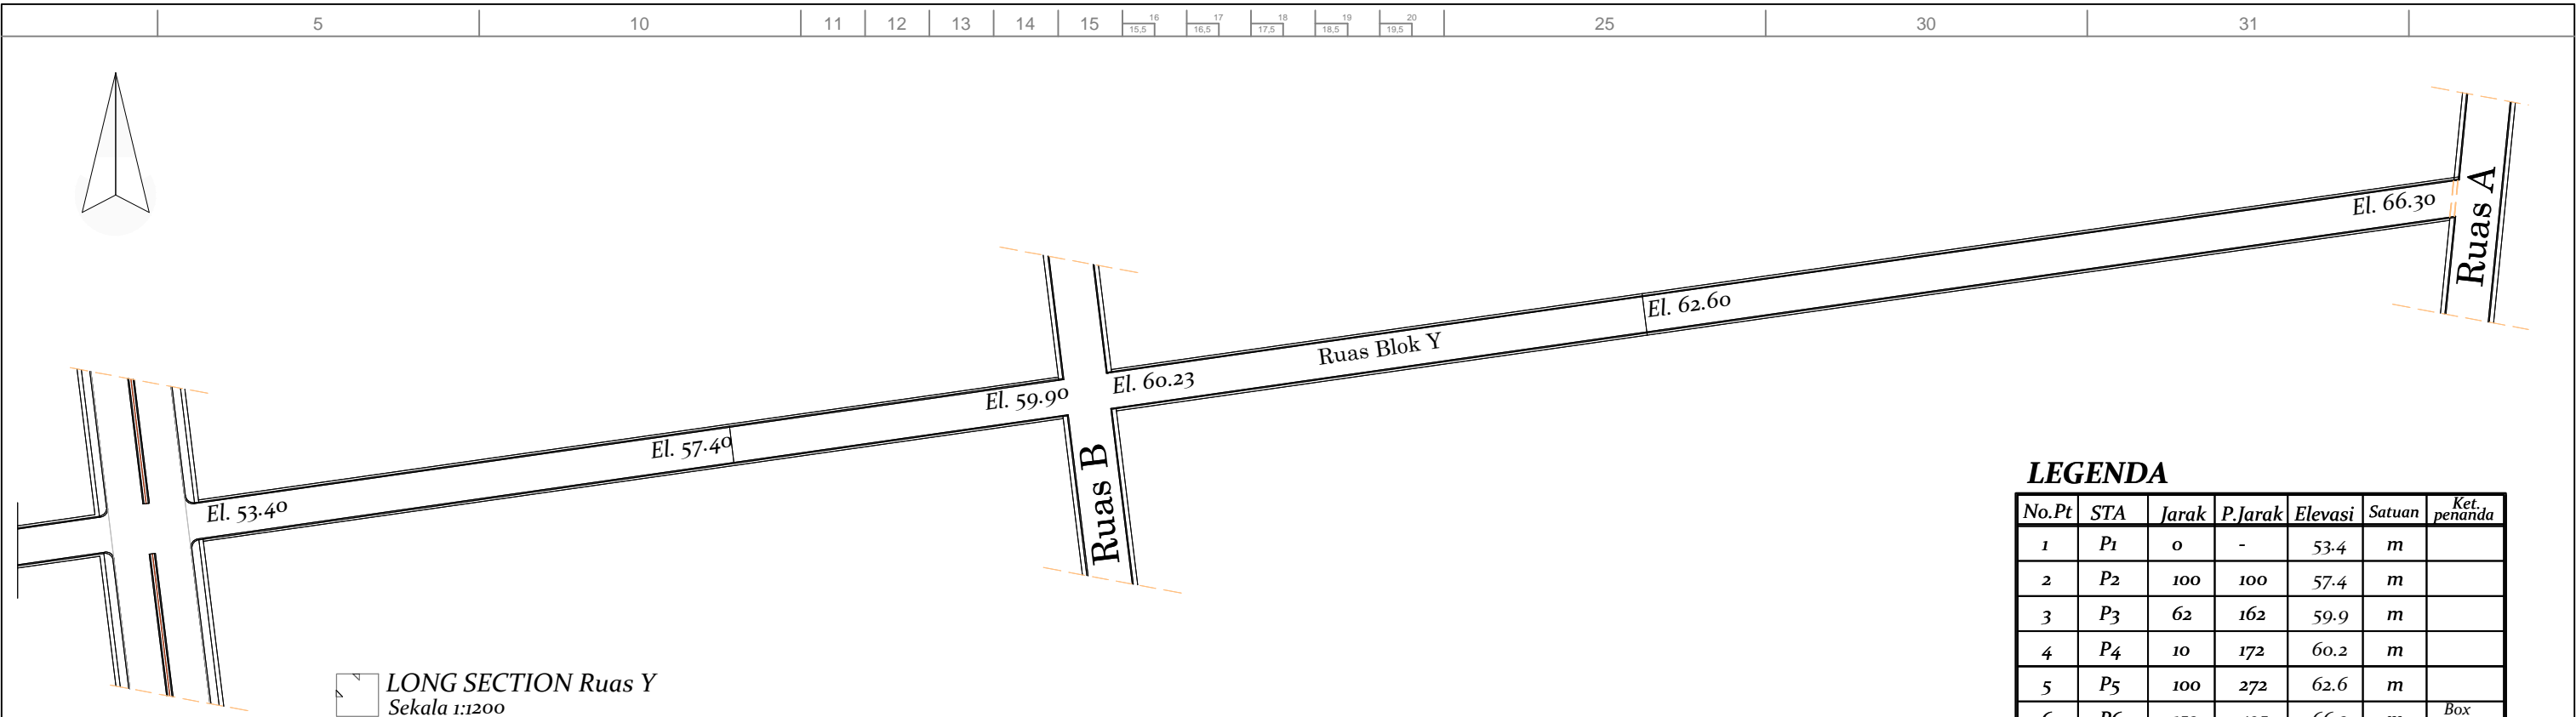 5 10 11 12 13 14 15 16 15,5 17 16,5 18 17,5 19 18,5 20 19,5 25 30 31
El. 66.30
Ruas A
El. 62.60
Ruas Blok Y
El. 60.23
El. 59.90
El. 57.40
Ruas B
El. 53.40
LEGENDA
No.Pt STA Jarak P.Jarak Elevasi Satuan Ket. penanda
1 P1 0 - 53.4 m
2 P2 100 100 57.4 m
3 P3 62 162 59.9 m
4 P4 10 172 60.2 m
5 P5 100 272 62.6 m
Box
LONG SECTION Ruas Y
Sekala 1:1200